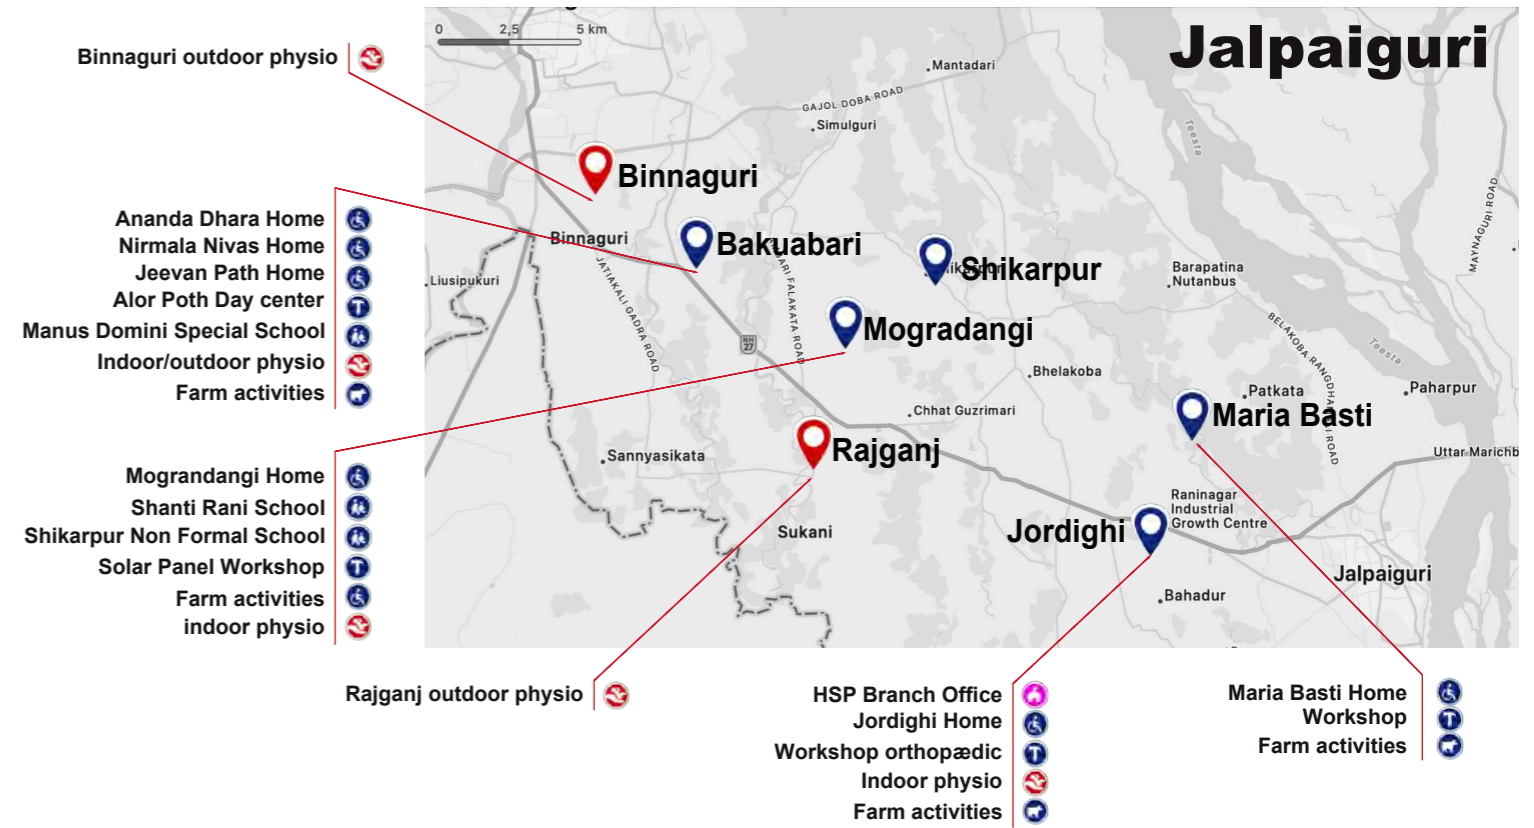 0 2,5 5 km
Jalpaiguri
Binnaguri outdoor physio
Mantadari
GAJOL DOBA ROAD
Simulguri
Teesta
Binnaguri
MAYNAGURI ROAD
Ananda Dhara Home
Nirmala Nivas Home
Jeevan Path Home
Alor Poth Day center
Manus Domini Special School
Indoor/outdoor physio
Farm activities
Binnaguri
Bakuabari
Shikarpur
Liusipukuri
Barapatina
Nutanbus
JATIAKALI GADRA ROAD
FALAKATA ROAD
NH
27
Mogradangi
BELAKOBA
Teesta
Bhelakoba
Patkata
Paharpur
Chhat Guzrimari
Maria Basti
Rajganj
Sannyasikata
Uttar Marichb
Mograndangi Home
Shanti Rani School
Shikarpur Non Formal School
Solar Panel Workshop
Farm activities
indoor physio
Raninagar
Industrial
Growth Centre
Sukani
Jordighi
Jalpaiguri
Bahadur
Rajganj outdoor physio
HSP Branch Office
Jordighi Home
Workshop orthopædic
Indoor physio
Farm activities
Maria Basti Home
Workshop
Farm activities